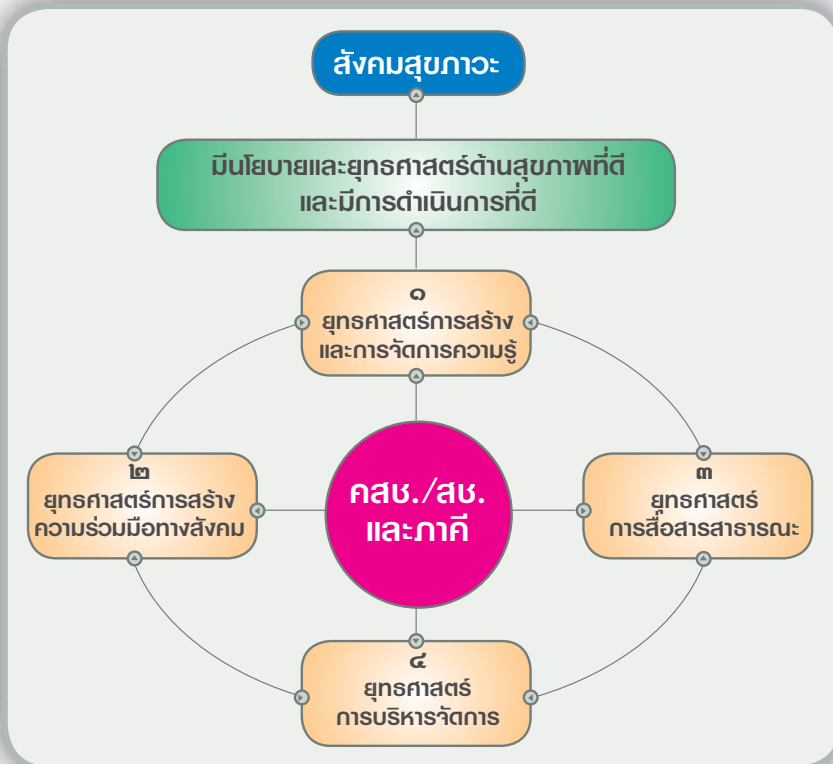 สังคมสุขภาวะ
มีนโยบายและยุทธศาสตร์ด้านสุขภาพที่ดี
และมีการดำเนินการที่ดี
๑
ยุทธศาสตร์การสร้าง
และการจัดการความรู้
๒
ยุทธศาสตร์การสร้าง
ความร่วมมือทางสังคม
คสช./สช.
และภาคี
๓
ยุทธศาสตร์
การสื่อสารสาธารณะ
๔
ยุทธศาสตร์
การบริหารจัดการ